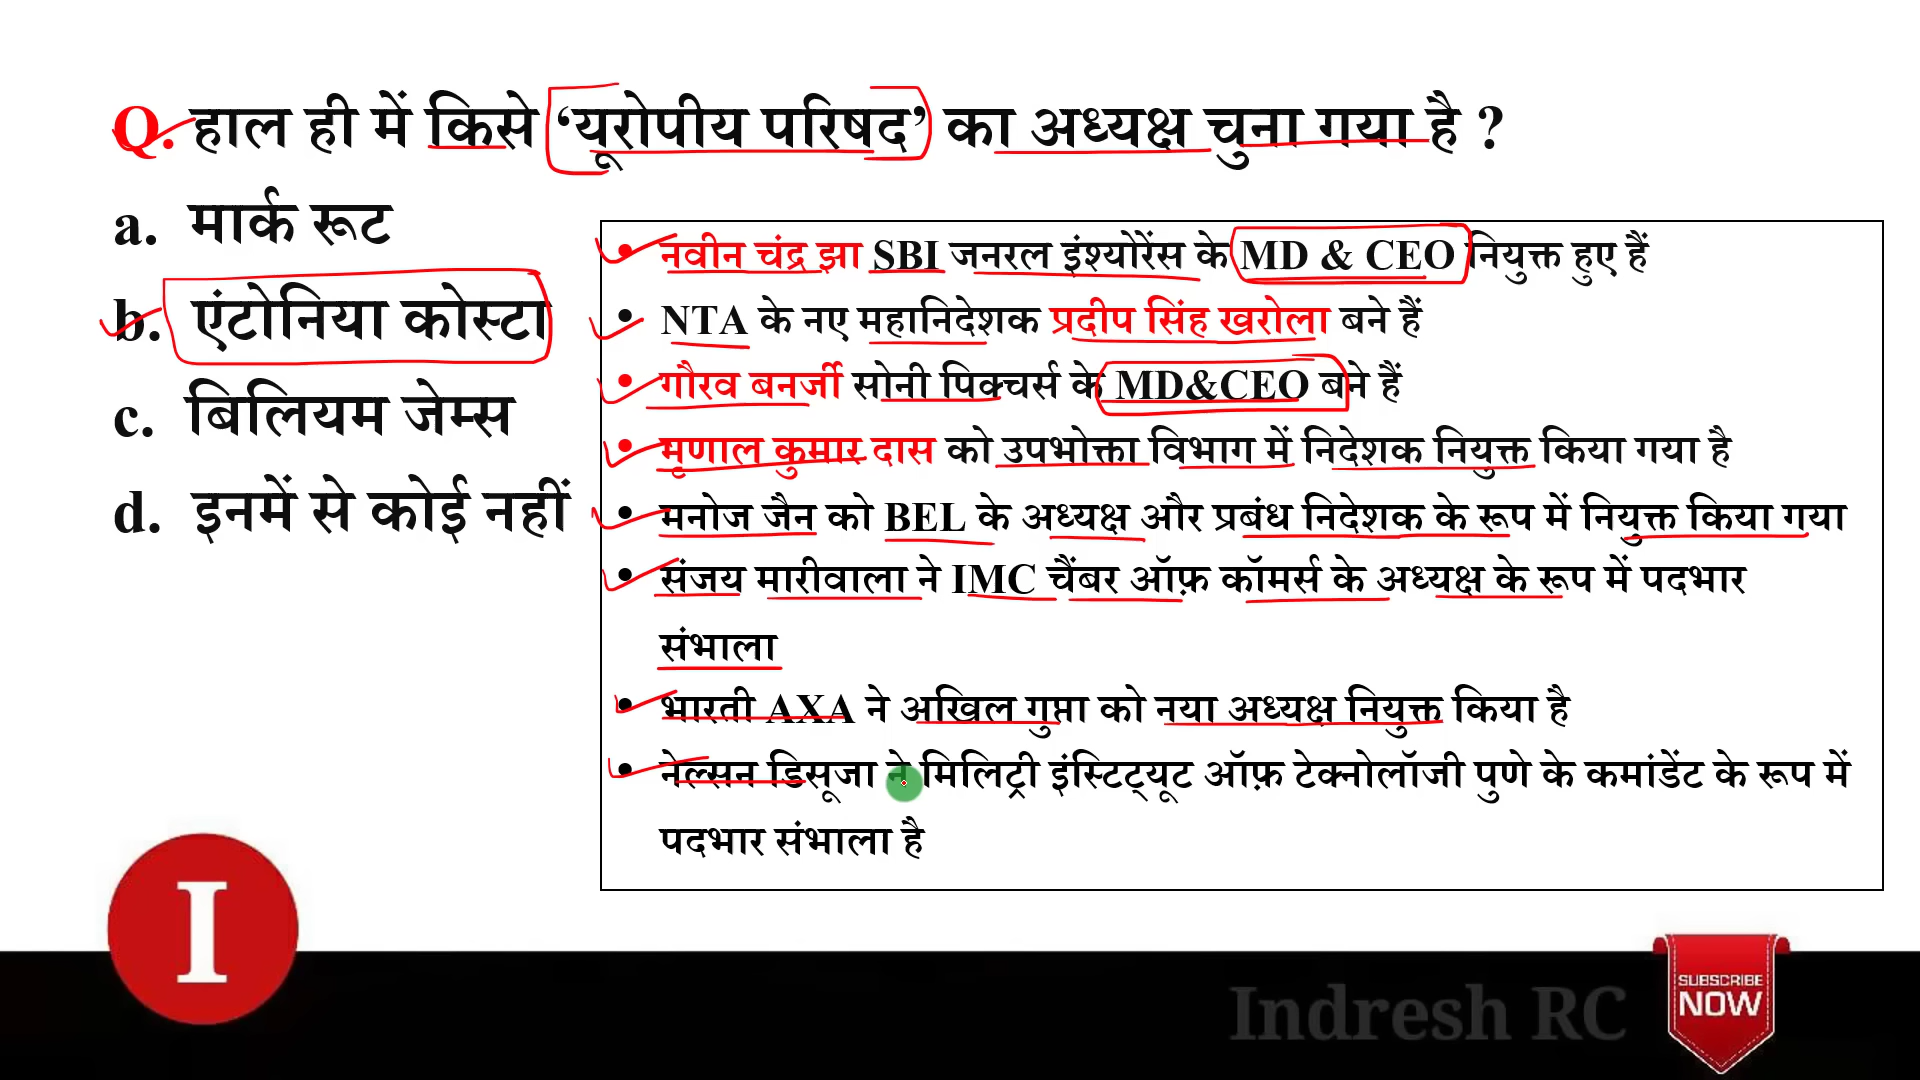 Q. हाल ही में किसे ‘यूरोपीय परिषद’ का अध्यक्ष चुना गया है ?
a. मार्क रूट
b. एंटोनिया कोस्टा
c. बिलियम जेम्स
d. इनमें से कोई नहीं
• नवीन चंद्र झा SBI जनरल इंश्योरेंस के MD & CEO नियुक्त हुए हैं
• NTA के नए महानिदेशक प्रदीप सिंह खरोला बने हैं
• गौरव बनर्जी सोनी पिक्चर्स के MD&CEO बने हैं
• मृणाल कुमार दास को उपभोक्ता विभाग में निदेशक नियुक्त किया गया है
• मनोज जैन को BEL के अध्यक्ष और प्रबंध निदेशक के रूप में नियुक्त किया गया
• संजय मारीवाला ने IMC चैंबर ऑफ़ कॉमर्स के अध्यक्ष के रूप में पदभार
संभाला
• भारती AXA ने अखिल गुप्ता को नया अध्यक्ष नियुक्त किया है
• नेल्सन डिसूजा ने मिलिट्री इंस्टिट्यूट ऑफ़ टेक्नोलॉजी पुणे के कमांडेंट के रूप में
पदभार संभाला है
I
Indresh RC
SUBSCRIBE
NOW